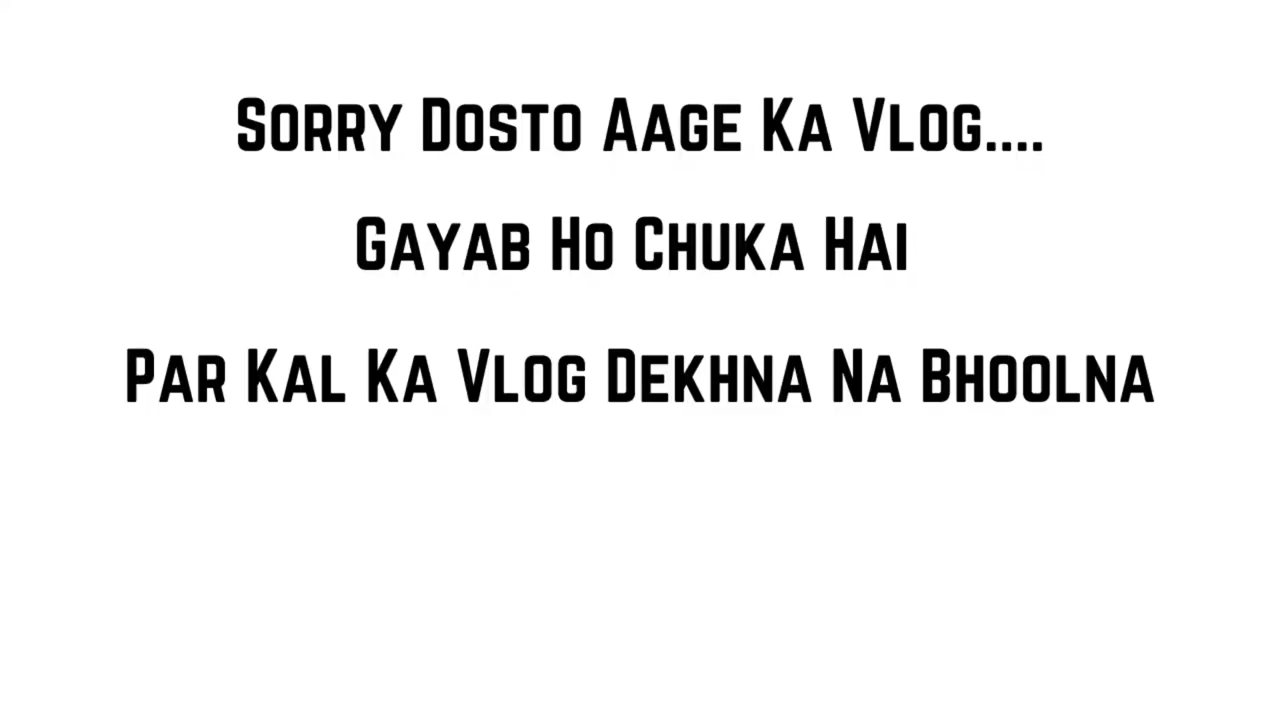 Sorry Dosto Aage Ka Vlog....
Gayab Ho Chuka Hai
Par Kal Ka Vlog Dekhna Na Bhoolna